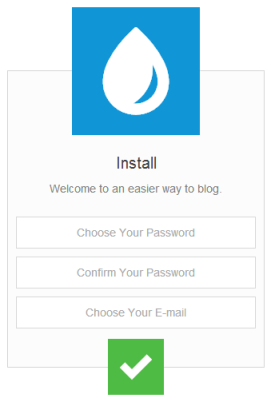 Install
Welcome to an easier way to blog.
Choose Your Password
Confirm Your Password
Choose Your E-mail